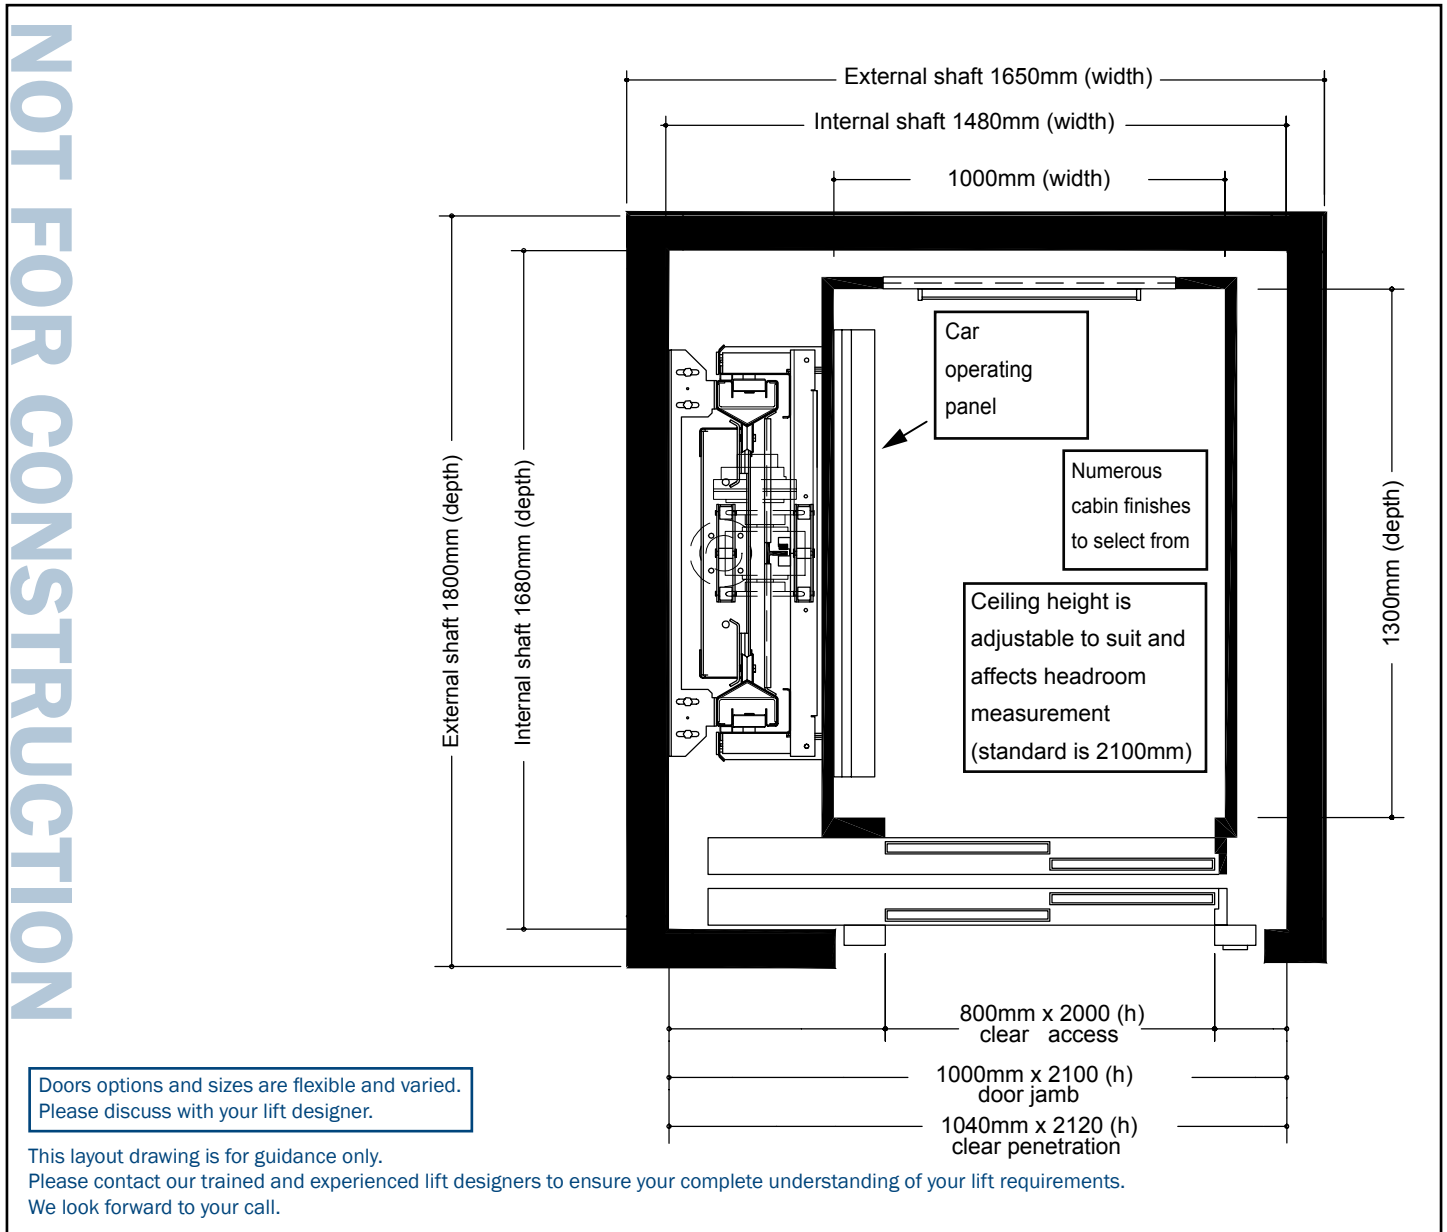 NOT FOR CONSTRUCTION
External shaft 1650mm (width)
Internal shaft 1480mm (width)
1000mm (width)
External shaft 1800mm (depth)
Internal shaft 1680mm (depth)
Car
operating
panel
Numerous
cabin finishes
to select from
1300mm (depth)
Ceiling height is
adjustable to suit and
affects headroom
measurement
(standard is 2100mm)
800mm x 2000 (h)
clear access
1000mm x 2100 (h)
door jamb
1040mm x 2120 (h)
clear penetration
Doors options and sizes are flexible and varied.
Please discuss with your lift designer.
This layout drawing is for guidance only.
Please contact our trained and experienced lift designers to ensure your complete understanding of your lift requirements.
We look forward to your call.